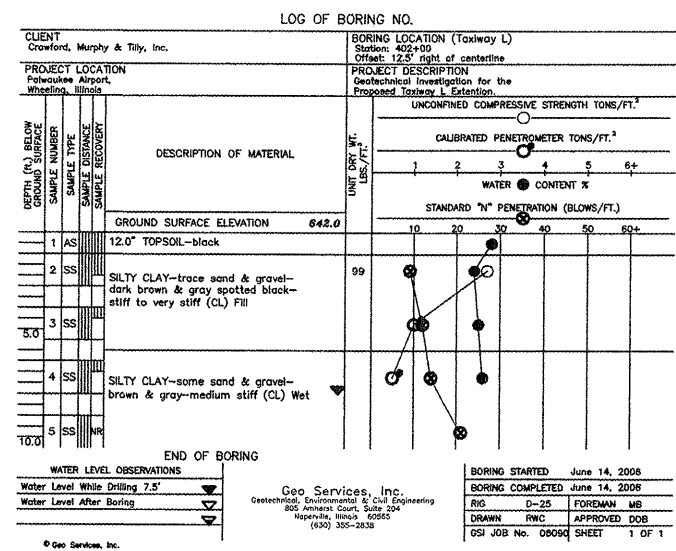 LOG OF BORING NO.
CLIENT
Crawford, Murphy & Tilly, Inc.
BORING LOCATION (Taxiway L)
Station: 402+00
Offset: 12.5' right of centerline
PROJECT LOCATION
Palwaukee Airport,
Wheeling, Illinois
PROJECT DESCRIPTION
Geotechnical Investigation for the
Proposed Taxiway L Extention.
DEPTH (ft.) BELOW
GROUND SURFACE
SAMPLE NUMBER
SAMPLE TYPE
SAMPLE DISTANCE
SAMPLE RECOVERY
DESCRIPTION OF MATERIAL
UNIT DRY WT.
LBS./FT.³
UNCONFINED COMPRESSIVE STRENGTH TONS/FT.²
CALIBRATED PENETROMETER TONS/FT.²
1 2 3 4 5 6+
WATER CONTENT %
STANDARD "N" PENETRATION (BLOWS/FT.)
10 20 30 40 50 60+
GROUND SURFACE ELEVATION 642.0
1 AS 12.0" TOPSOIL-black
2 SS SILTY CLAY-trace sand & gravel- 99
dark brown & gray spotted black-
stiff to very stiff (CL) Fill
3 SS
5.0
4 SS SILTY CLAY-some sand & gravel-
brown & gray-medium stiff (CL) Wet
5 SS NR
10.0
END OF BORING
WATER LEVEL OBSERVATIONS
Water Level While Drilling 7.5'
Water Level After Boring
Geo Services, Inc.
Geotechnical, Environmental & Civil Engineering
805 Amherst Court, Suite 204
Naperville, Illinois 60565
(630) 355-2838
BORING STARTED June 14, 2006
BORING COMPLETED June 14, 2006
RIG D-25 FOREMAN MB
DRAWN RWC APPROVED DOB
GSI JOB No. 06090 SHEET 1 OF 1
© Geo Services, Inc.